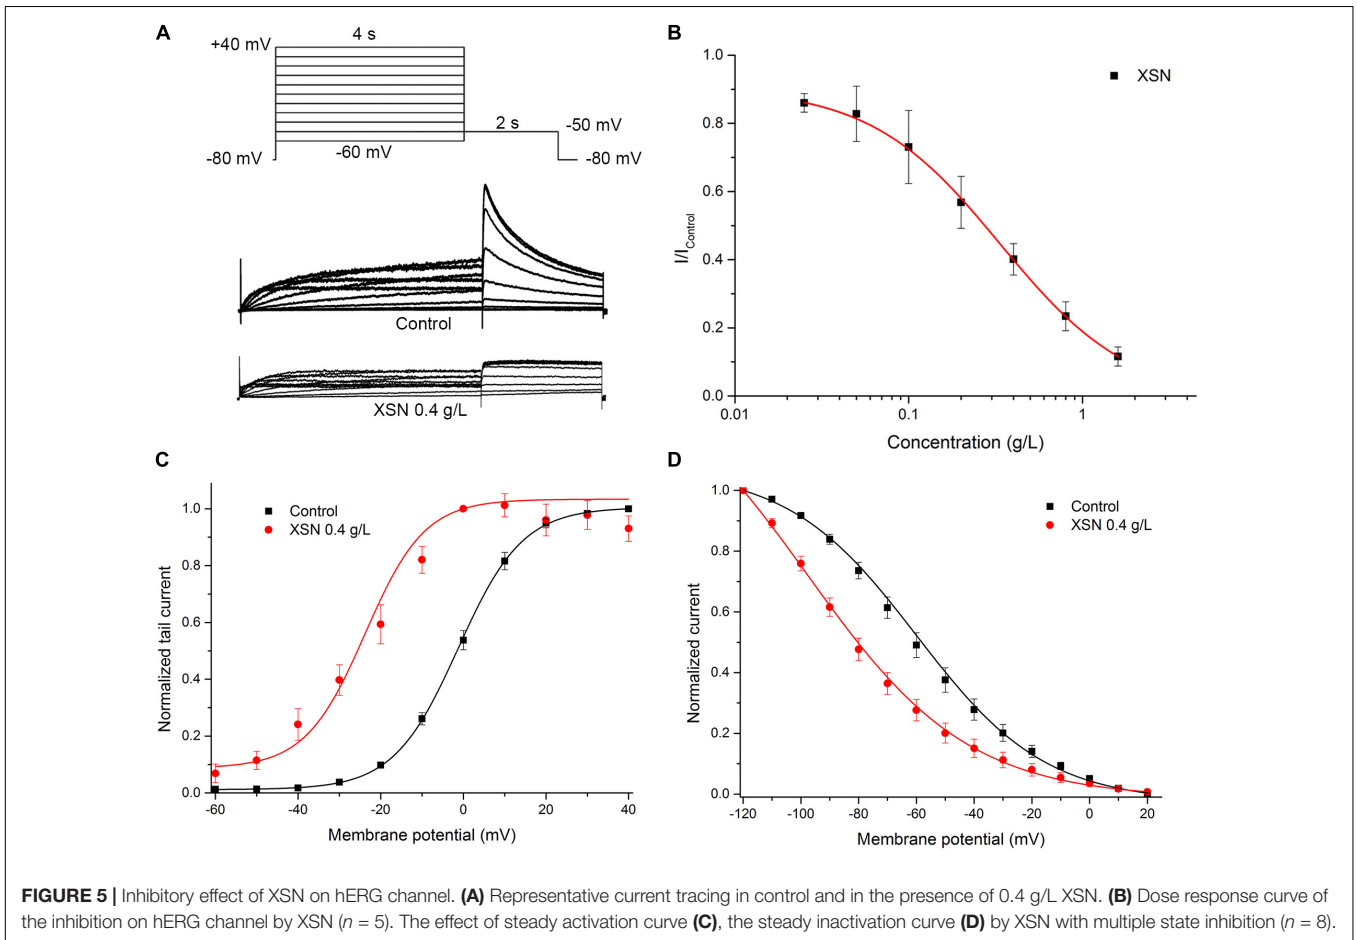 A
+40 mV
4 s
2 s
-50 mV
-60 mV
-80 mV
-80 mV
Control
XSN 0.4 g/L
B
XSN
1.0
0.8
0.6
0.4
0.2
0.0
I/IControl
0.01
0.1
1
Concentration (g/L)
C
Control
XSN 0.4 g/L
1.0
0.8
0.6
0.4
0.2
0.0
Normalized tail current
-60
-40
-20
0
20
40
Membrane potential (mV)
D
Control
XSN 0.4 g/L
1.0
0.8
0.6
0.4
0.2
0.0
Normalized current
-120
-100
-80
-60
-40
-20
0
20
Membrane potential (mV)
FIGURE 5 | Inhibitory effect of XSN on hERG channel. (A) Representative current tracing in control and in the presence of 0.4 g/L XSN. (B) Dose response curve of
the inhibition on hERG channel by XSN (n = 5). The effect of steady activation curve (C), the steady inactivation curve (D) by XSN with multiple state inhibition (n = 8).